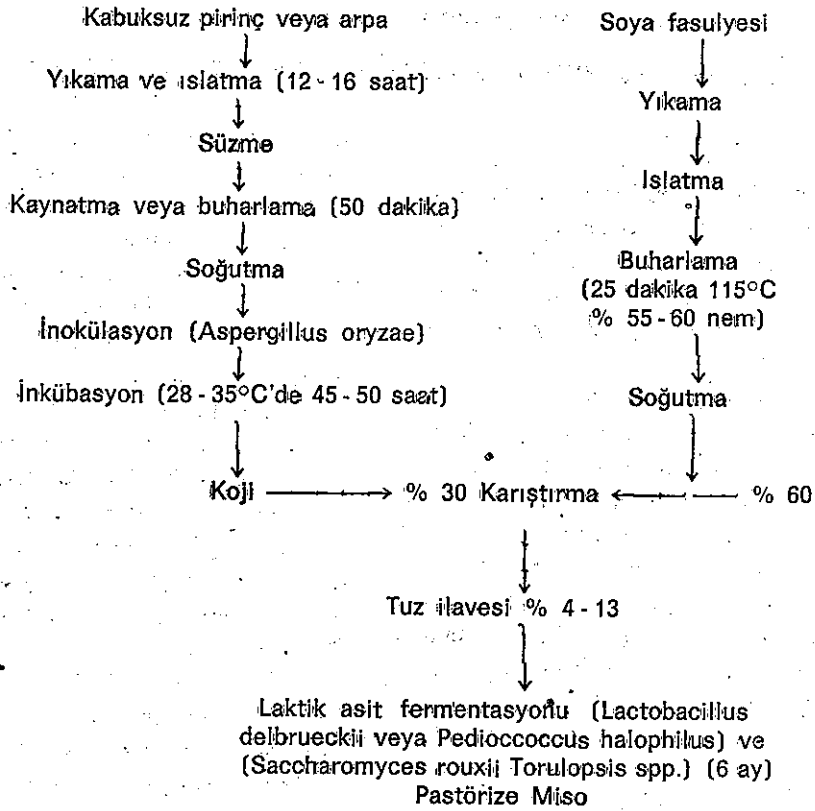 Kabuksuz pirinç veya arpa
Yıkama ve ıslatma (12 - 16 saat)
Süzme
Kaynatma veya buharlama (50 dakika)
Soğutma
İnokülasyon (Aspergillus oryzae)
İnkübasyon (28 - 35°C'de 45 - 50 saat)
Soya fasulyesi
Yıkama
Islatma
Buharlama
(25 dakika 115°C
% 55 - 60 nem)
Soğutma
Koji % 30 Karıştırma % 60
Tuz ilavesi % 4 - 13
Laktik asit fermentasyonu (Lactobacillus
delbrueckii veya Pedioccoccus halophillus) ve
(Saccharomyces rouxii Torulopsis spp.) (6 ay)
Pastörize Miso